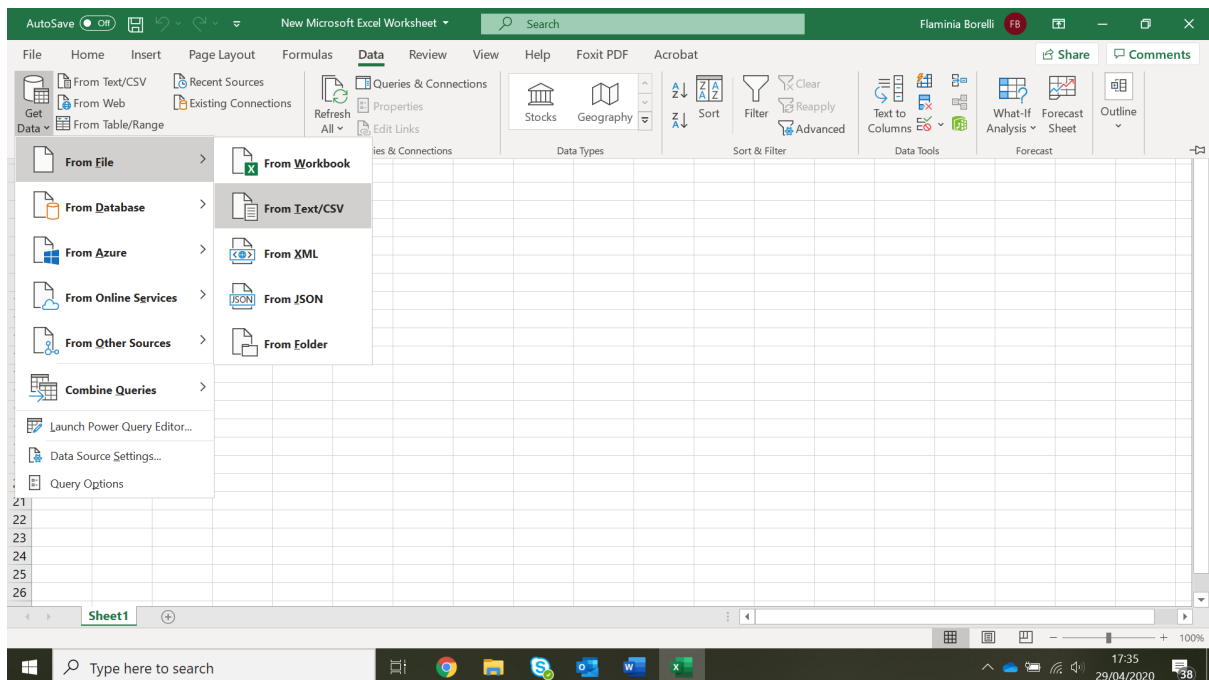 AutoSave Off New Microsoft Excel Worksheet Search Flaminia Borelli FB
File Home Insert Page Layout Formulas Data Review View Help Foxit PDF Acrobat Share Comments
Get Data
From Text/CSV
From Web
From Table/Range
Recent Sources
Existing Connections
Refresh All
Queries & Connections
Properties
Edit Links
ies & Connections
Stocks
Geography
Data Types
Sort
Filter
Clear
Reapply
Advanced
Sort & Filter
Text to Columns
Data Tools
What-If Analysis
Forecast Sheet
Forecast
Outline
From File
From Database
From Azure
From Online Services
From Other Sources
Combine Queries
Launch Power Query Editor...
Data Source Settings...
Query Options
From Workbook
From Text/CSV
From XML
JSON From JSON
From Folder
21
22
23
24
25
26
Sheet1
100%
Type here to search
17:35
29/04/2020
38